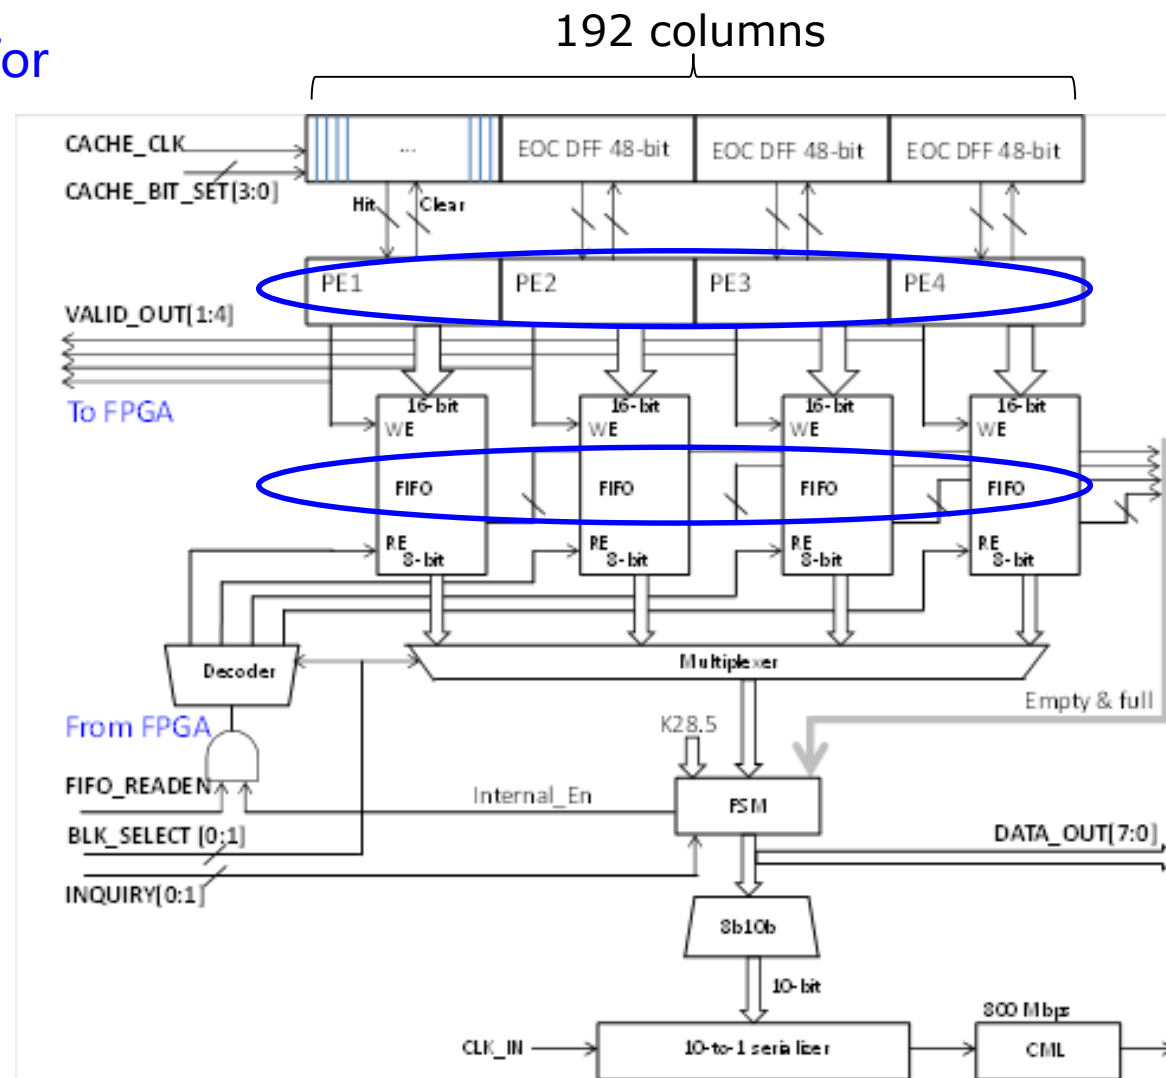 192 columns
or
CACHE_CLK
... EOC DFF 48-bit EOC DFF 48-bit EOC DFF 48-bit
CACHE_BIT_SET[3:0]
Hit Clear
PE1 PE2 PE3 PE4
VALID_OUT[1:4]
To FPGA
16-bit 16-bit 16-bit 16-bit
WE WE WE WE
FIFO FIFO FIFO FIFO
RE RE RE RE
8-bit 8-bit 8-bit 8-bit
Decoder Multiplexer
Empty & full
From FPGA K28.5
FIFO_READEN Internal_En FSM
BLK_SELECT [0:1] DATA_OUT[7:0]
INQUIRY[0:1]
8b10b
10-bit
800 Mbps
CLK_IN 10-to-1 serializer CML